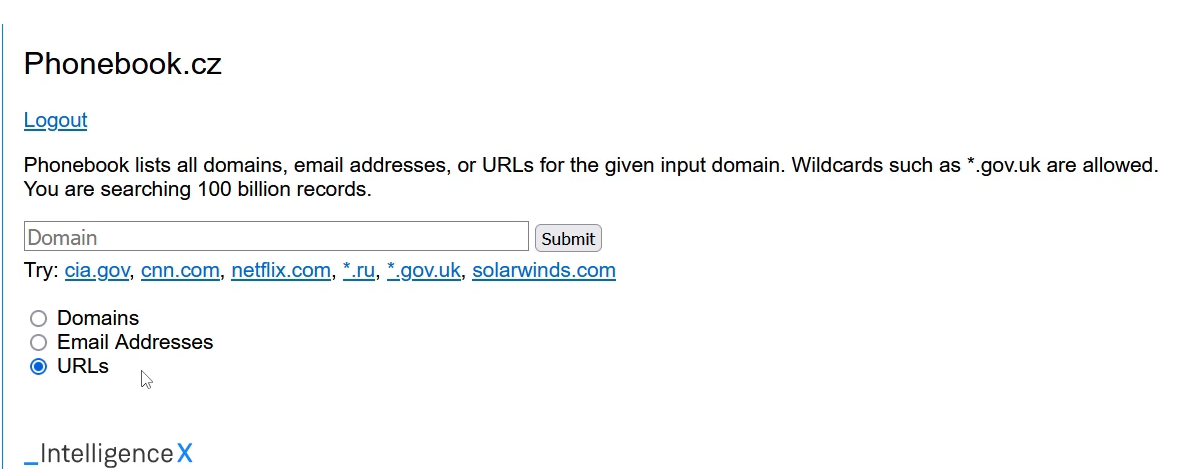 Phonebook.cz
Logout
Phonebook lists all domains, email addresses, or URLs for the given input domain. Wildcards such as *.gov.uk are allowed.
You are searching 100 billion records.
Domain Submit
Try: cia.gov, cnn.com, netflix.com, *.ru, *.gov.uk, solarwinds.com
Domains
Email Addresses
URLs
_IntelligenceX